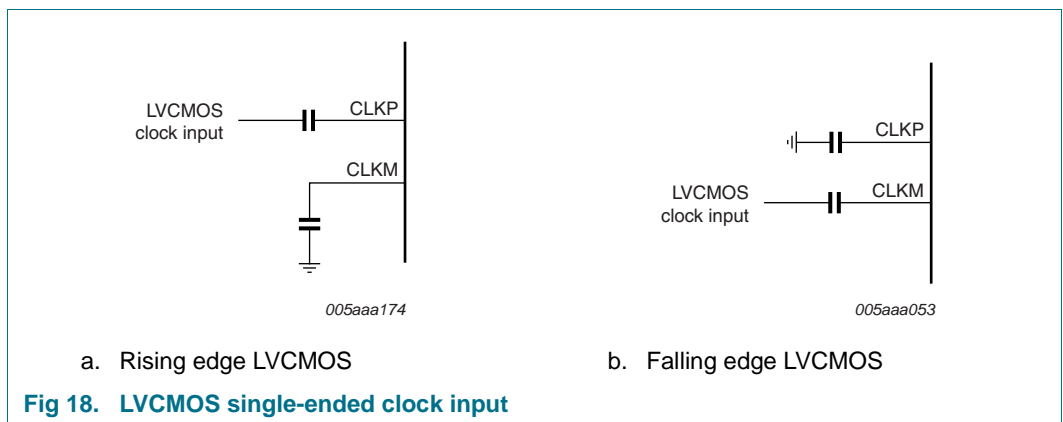 LVCMOS
clock input
CLKP
CLKM
005aaa174
a. Rising edge LVCMOS
CLKP
LVCMOS
clock input
CLKM
005aaa053
b. Falling edge LVCMOS
Fig 18. LVCMOS single-ended clock input